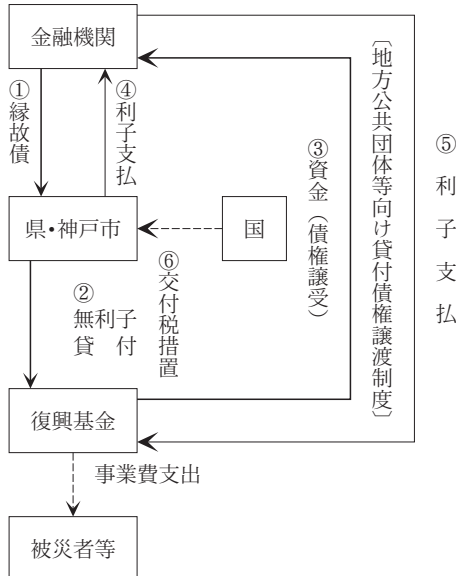 金融機関
①縁故債
④利子支払
③資金（債権譲受）
〔地方公共団体等向け貸付債権譲渡制度〕
⑤利子支払
県・神戸市
国
⑥交付税措置
②
無利子
貸付
復興基金
事業費支出
被災者等